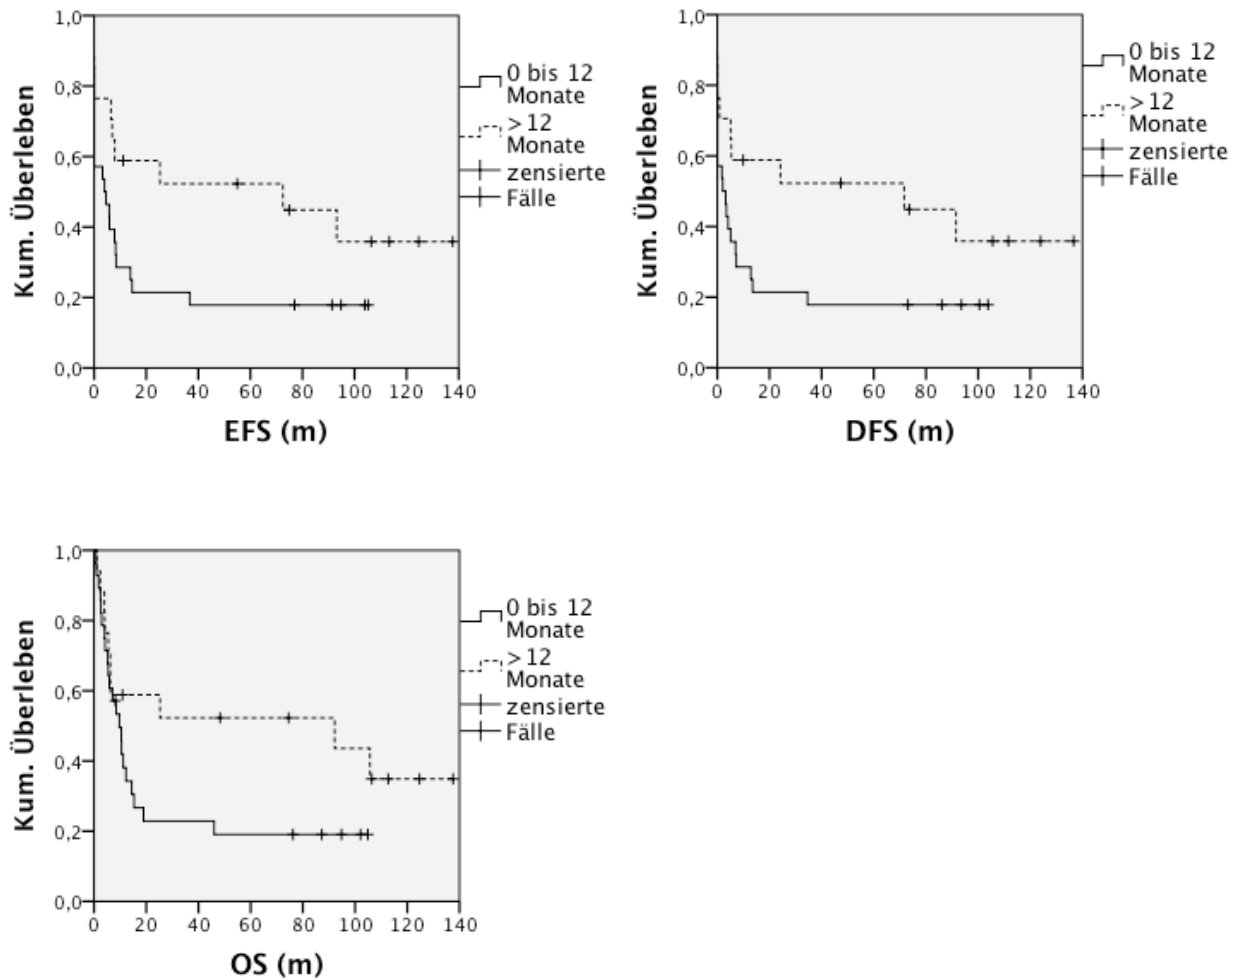 1,0
0,8
0,6
0,4
0,2
0,0
Kum. Überleben
0 20 40 60 80 100 120 140
EFS (m)
0 bis 12
Monate
>12
Monate
zensierte
Fälle
1,0
0,8
0,6
0,4
0,2
0,0
Kum. Überleben
0 20 40 60 80 100 120 140
DFS (m)
0 bis 12
Monate
>12
Monate
zensierte
Fälle
1,0
0,8
0,6
0,4
0,2
0,0
Kum. Überleben
0 20 40 60 80 100 120 140
OS (m)
0 bis 12
Monate
>12
Monate
zensierte
Fälle